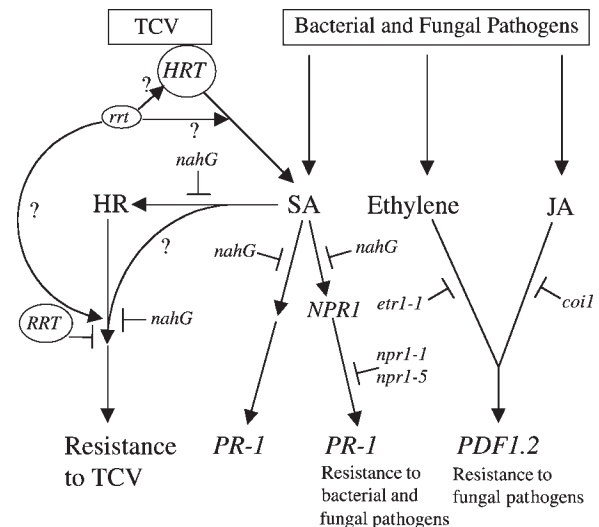 TCV
Bacterial and Fungal Pathogens
HRT
?
rrt
?
nahG
HR
SA
Ethylene
JA
?
?
nahG
nahG
RRT
nahG
NPR1
etr1-1
coi1
npr1-1
npr1-5
Resistance
to TCV
PR-1
PR-1
Resistance to
bacterial and
fungal pathogens
PDF1.2
Resistance to
fungal pathogens